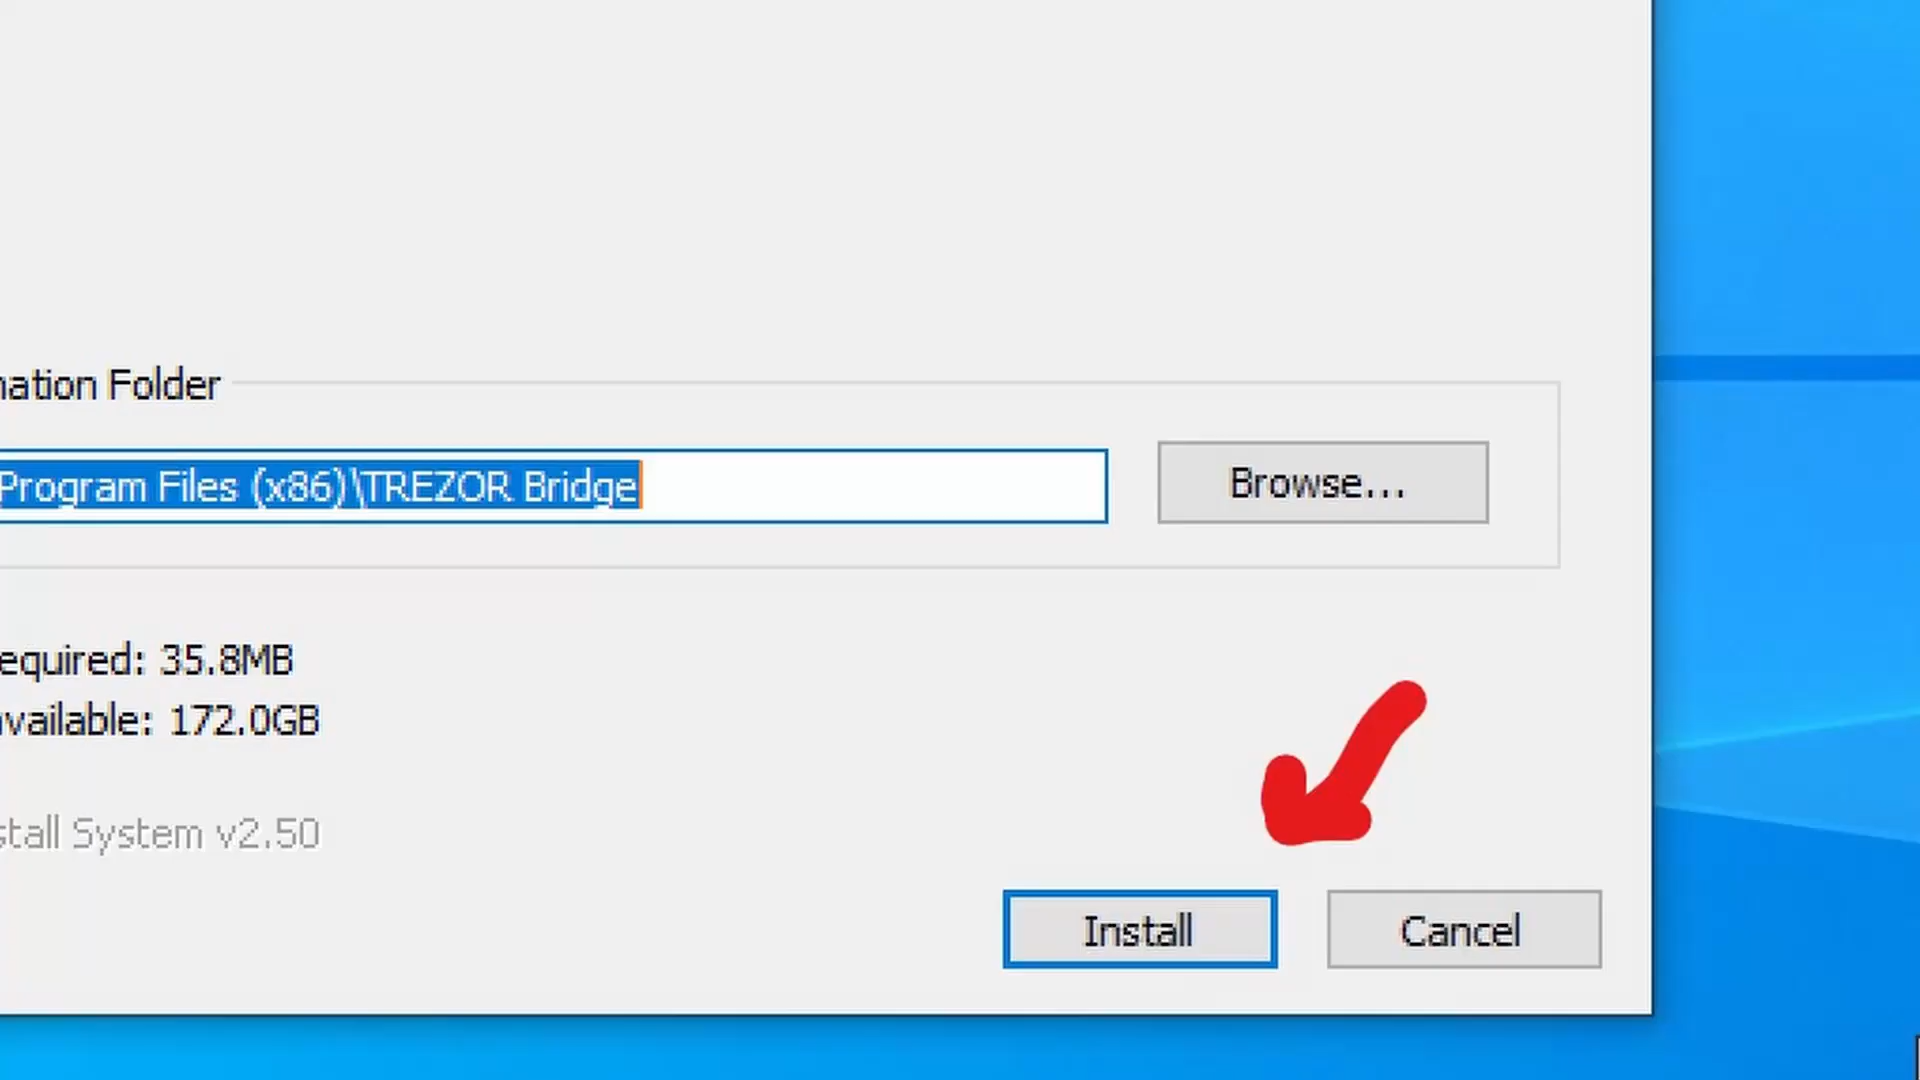 nation Folder
Program Files (x86)\TREZOR Bridge
Browse...
equired: 35.8MB
available: 172.0GB
stall System v2.50
Install
Cancel